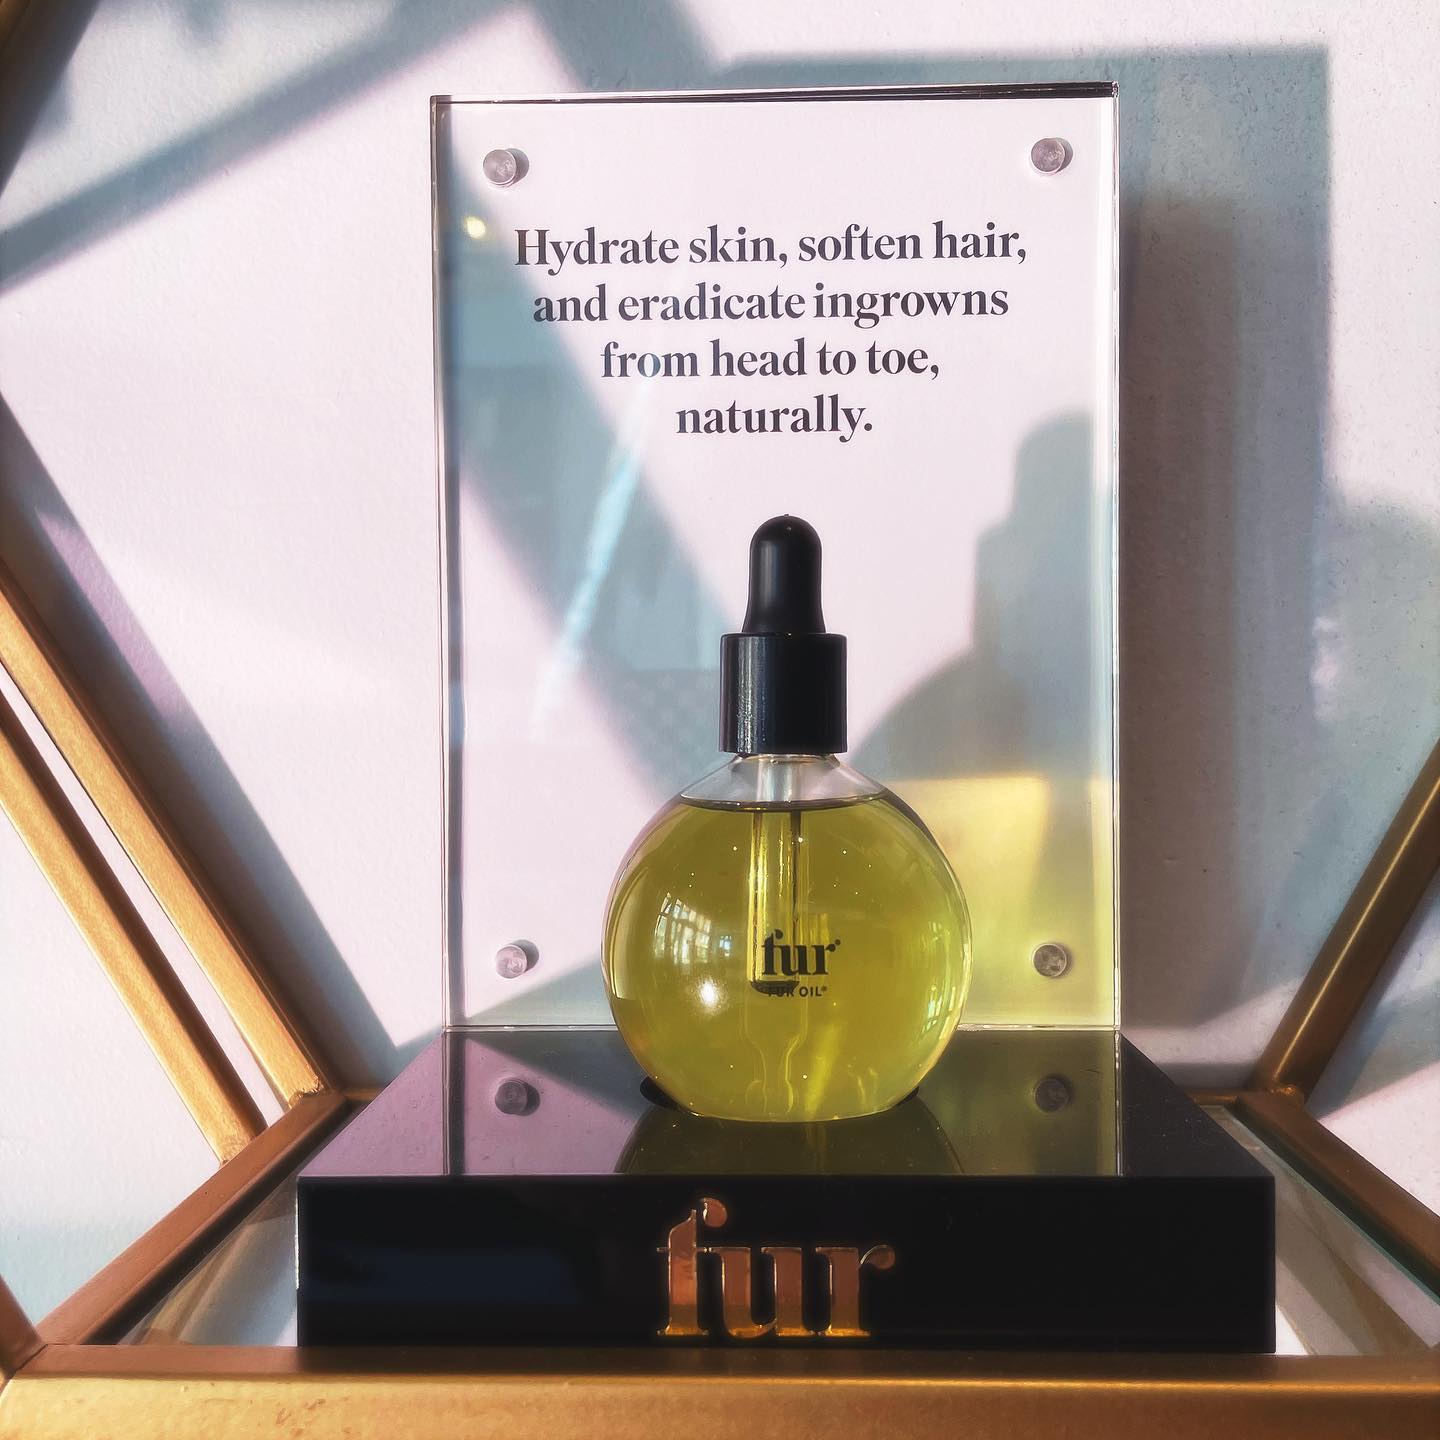 Hydrate skin, soften hair,
and eradicate ingrowns
from head to toe,
naturally.
fur®
FUR OIL®
fur